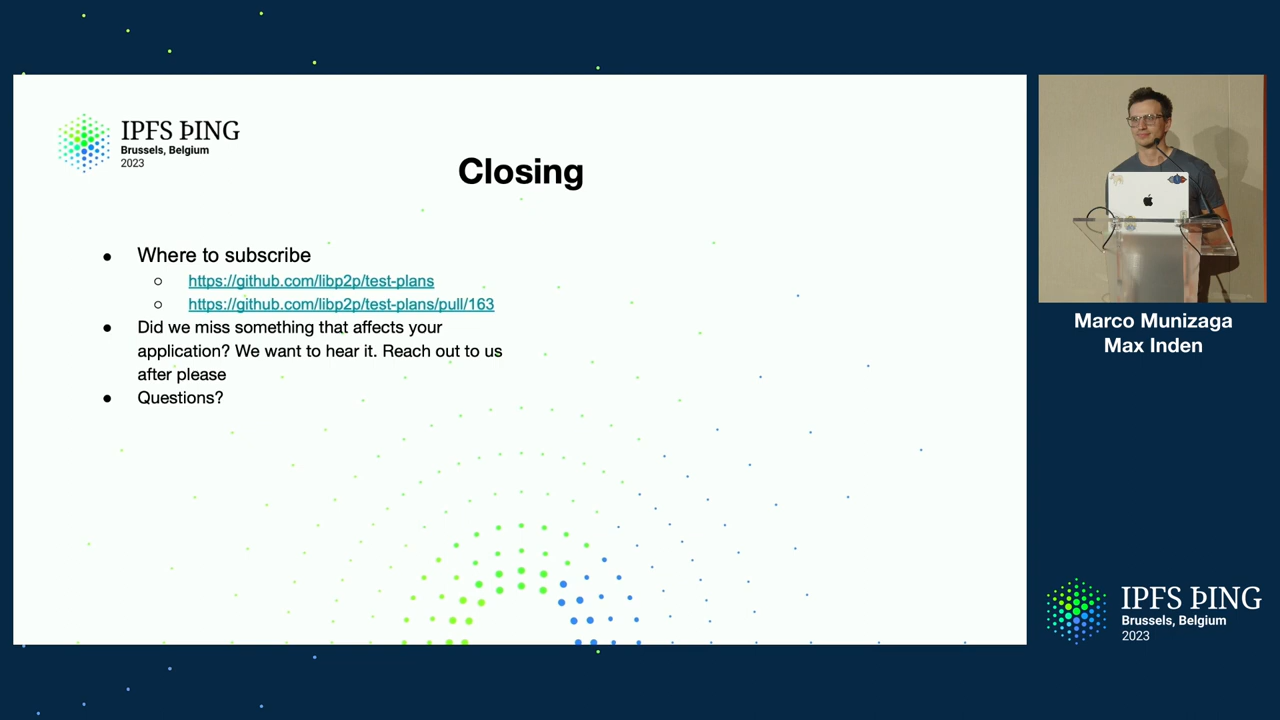 IPFS ÞING
Brussels, Belgium
2023
Closing
● Where to subscribe
○ https://github.com/libp2p/test-plans
○ https://github.com/libp2p/test-plans/pull/163
● Did we miss something that affects your
application? We want to hear it. Reach out to us
after please
● Questions?
Marco Munizaga
Max Inden
IPFS ÞING
Brussels, Belgium
2023